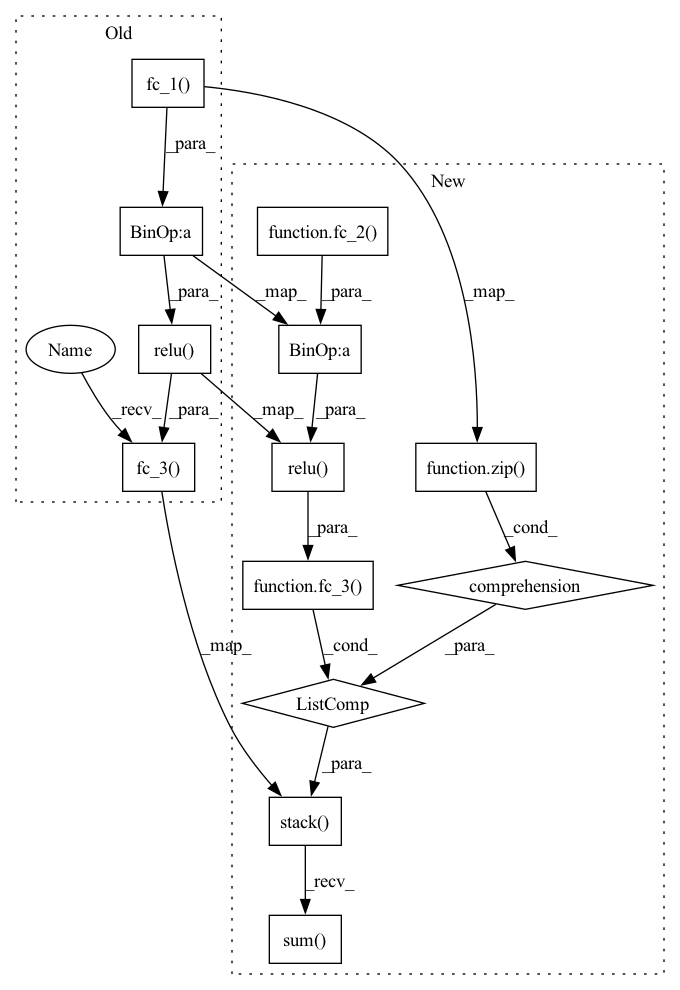 Old
fc_1()
_para_
New
BinOp:a
function.fc_2()
_para_
_map_
_para_
_map_
Name
relu()
BinOp:a
_recv_
_para_
_map_
_para_
fc_3()
relu()
function.zip()
_para_
_cond_
function.fc_3()
comprehension
_map_
_cond_
_para_
ListComp
_para_
stack()
_recv_
sum()